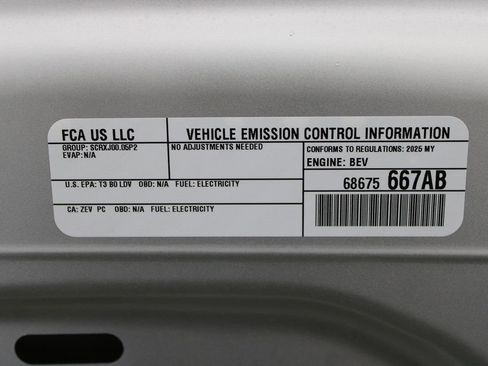 FCA US LLC
VEHICLE EMISSION CONTROL INFORMATION
GROUP: SCRXJ00.05P2
EVAP: N/A
NO ADJUSTMENTS NEEDED
CONFORMS TO REGULATIONS: 2025 MY
ENGINE: BEV
U.S. EPA: T3 B0 LDV OBD: N/A FUEL: ELECTRICITY
68675 667AB
CA: ZEV PC OBD: N/A FUEL: ELECTRICITY